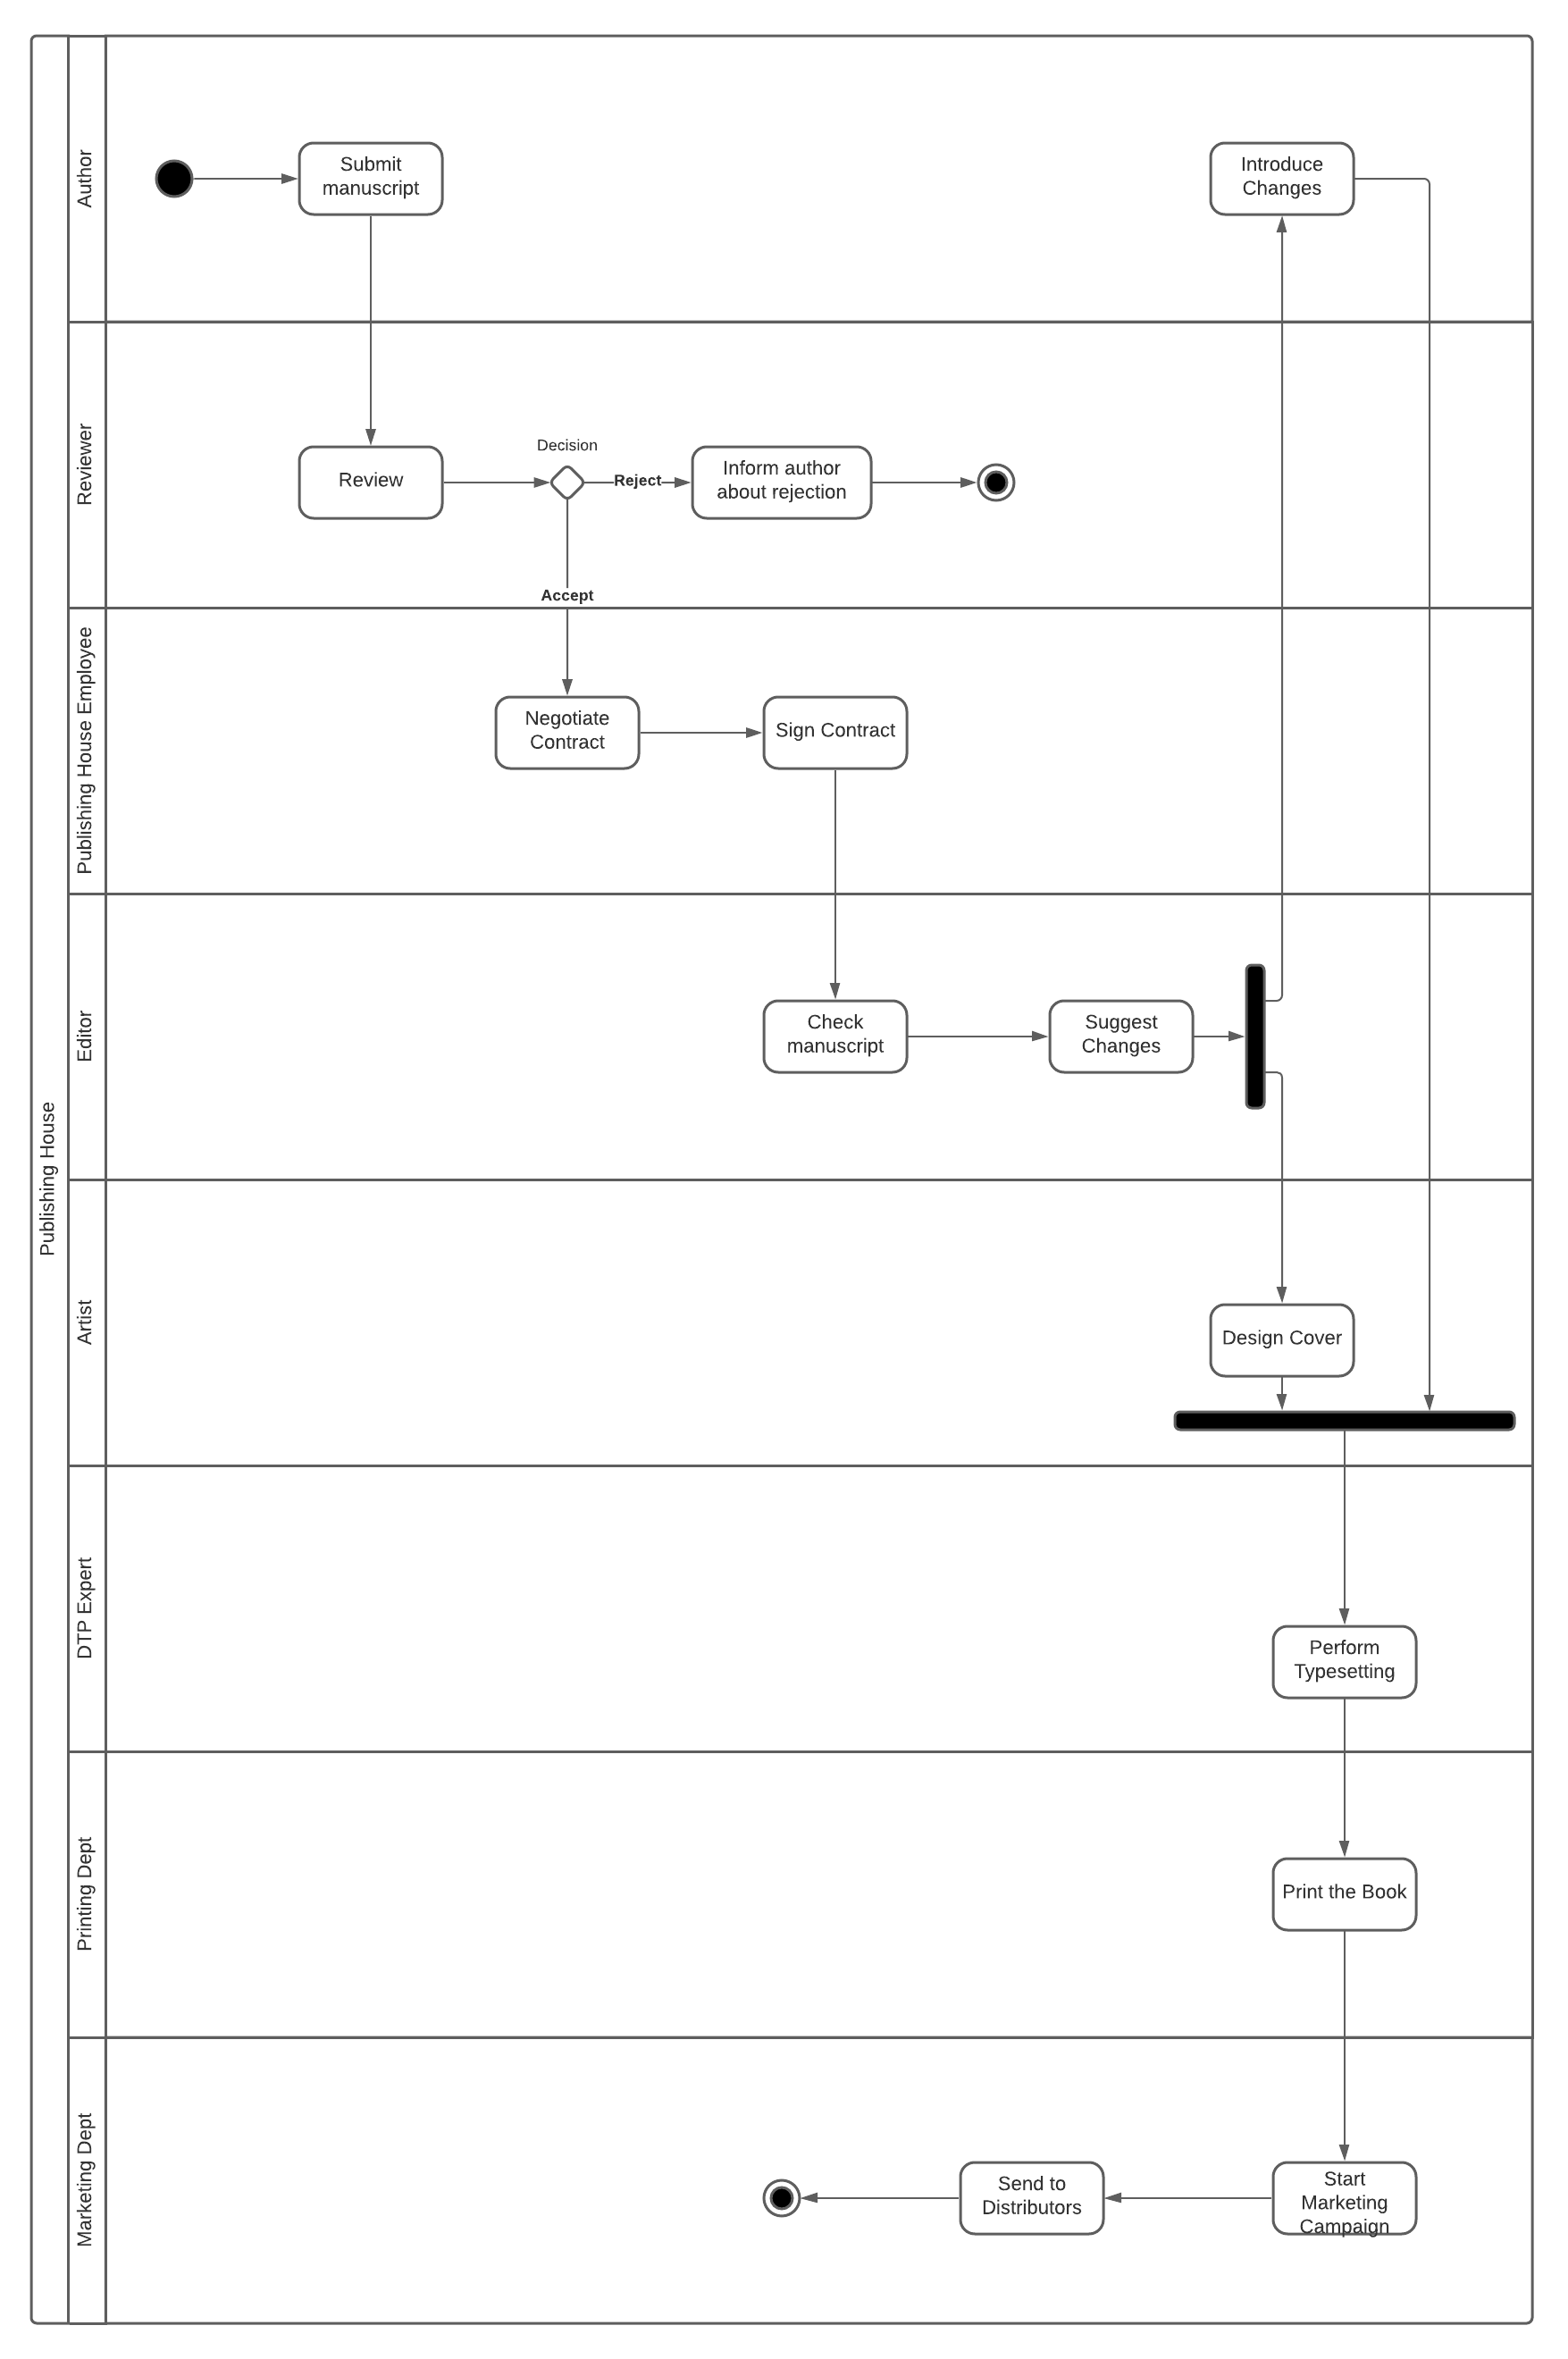 Publishing House
Author
Submit
manuscript
Introduce
Changes
Reviewer
Review
Decision
Reject
Inform author
about rejection
Accept
Publishing House Employee
Negotiate
Contract
Sign Contract
Editor
Check
manuscript
Suggest
Changes
Artist
Design Cover
DTP Expert
Perform
Typesetting
Printing Dept
Print the Book
Marketing Dept
Send to
Distributors
Start
Marketing
Campaign